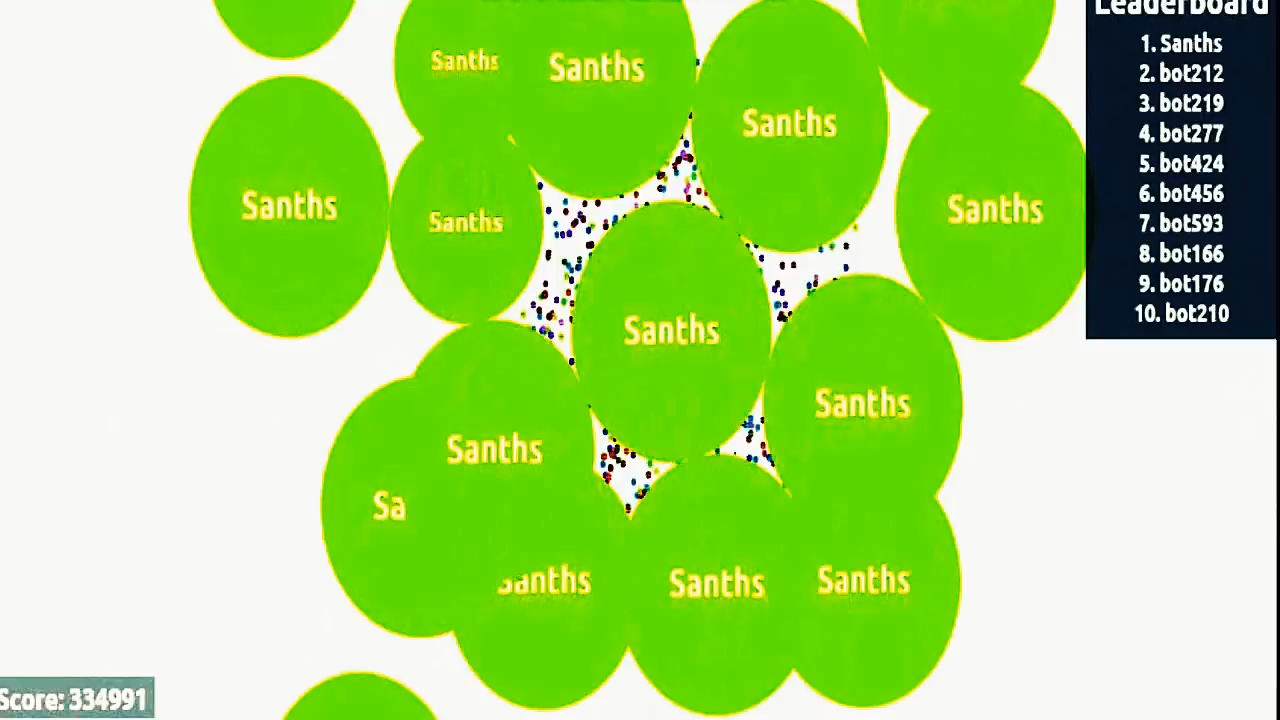 Leaderboard
1. Sanths
2. bot212
3. bot219
4. bot277
5. bot424
6. bot456
7. bot593
8. bot166
9. bot176
10. bot210
Sanths
Sanths
Sanths
Sanths
Sanths
Sanths
Sanths
Sanths
Sanths
Sa
Sanths
Sanths
Sanths
Score: 334991